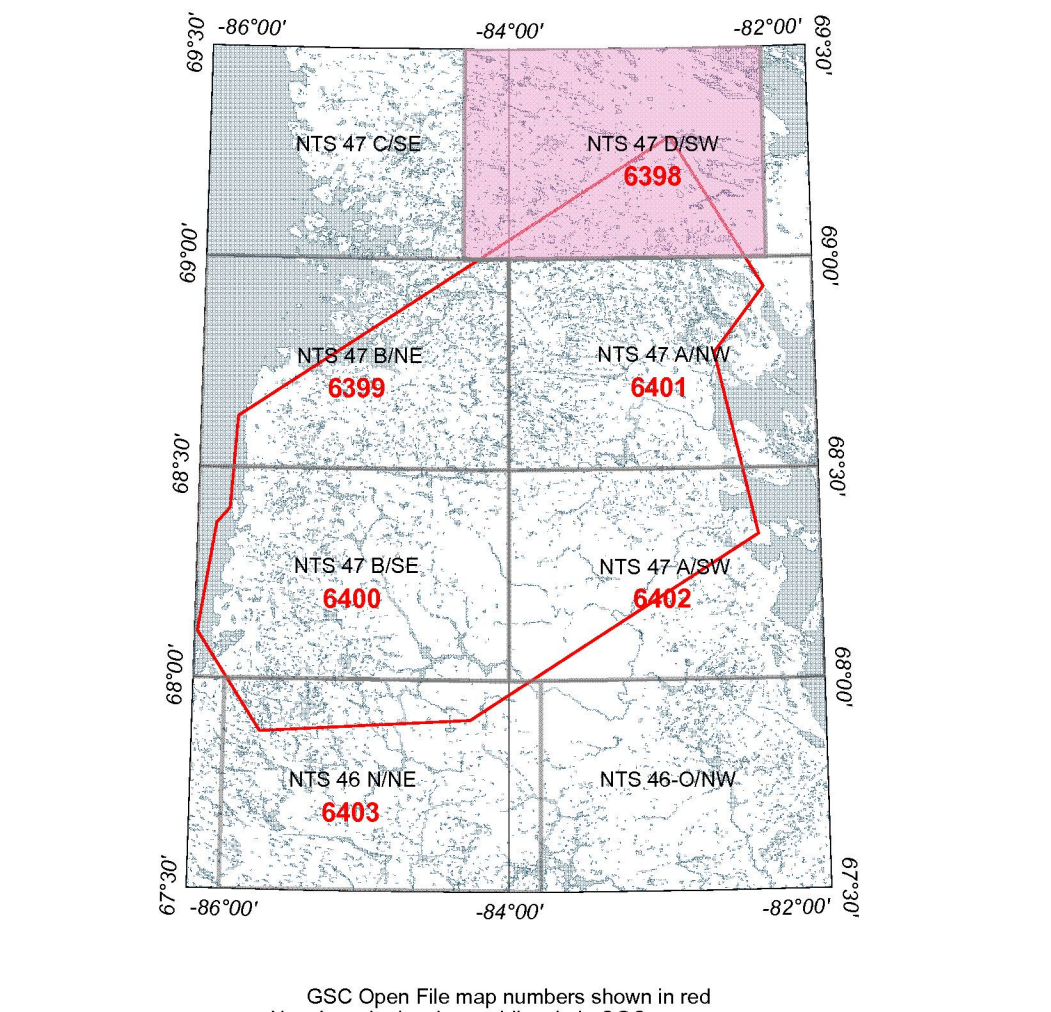 -86°00' -84°00' -82°00'
69°30' 69°30'
NTS 47 C/SE NTS 47 D/SW
6398
69°00' 69°00'
NTS 47 B/NE NTS 47 A/NW
6399 6401
68°30' 68°30'
NTS 47 B/SE NTS 47 A/SW
6400 6402
68°00' 68°00'
NTS 46 N/NE NTS 46-O/NW
6403
67°30' 67°30'
-86°00' -84°00' -82°00'
GSC Open File map numbers shown in red